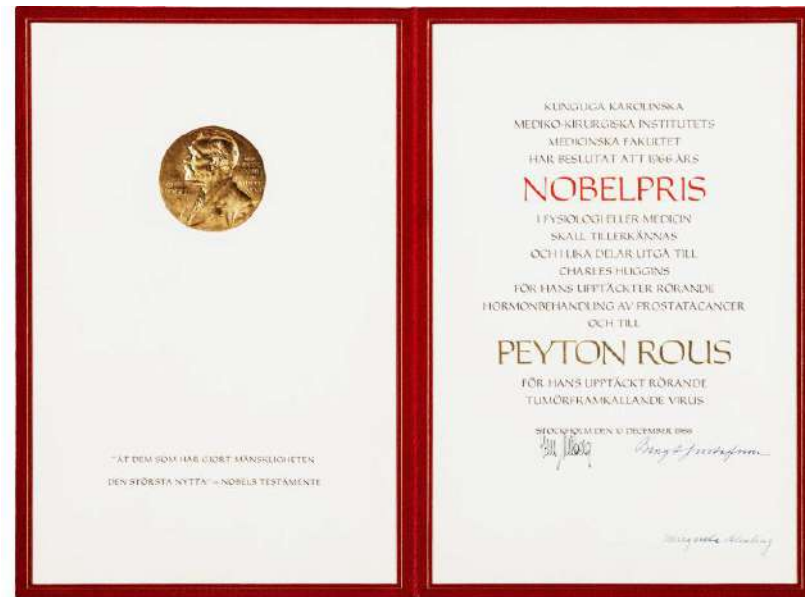 "ÅT DEM SOM HAR GJORT MÄNSKLIGHETEN
DEN STÖRSTA NYTTA" – NOBELS TESTAMENTE
KUNGLIGA KAROLINSKA
MEDIKO-KIRURGISKA INSTITUTETS
MEDICINSKA FAKULTET
HAR BESLUTAT ATT 1966 ÅRS
NOBELPRIS
I FYSIOLOGI ELLER MEDICIN
SKALL TILLERKÄNNAS
OCH I LIKA DELAR UTGÅ TILL
CHARLES HUGGINS
FÖR HANS UPPTÄCKTER RÖRANDE
HORMONBEHANDLING AV PROSTATACANCER
OCH TILL
PEYTON ROUS
FÖR HANS UPPTÄCKT RÖRANDE
TUMÖRFRAMKALLANDE VIRUS
STOCKHOLM DEN 10 DECEMBER 1966
Bengt Gustafsson